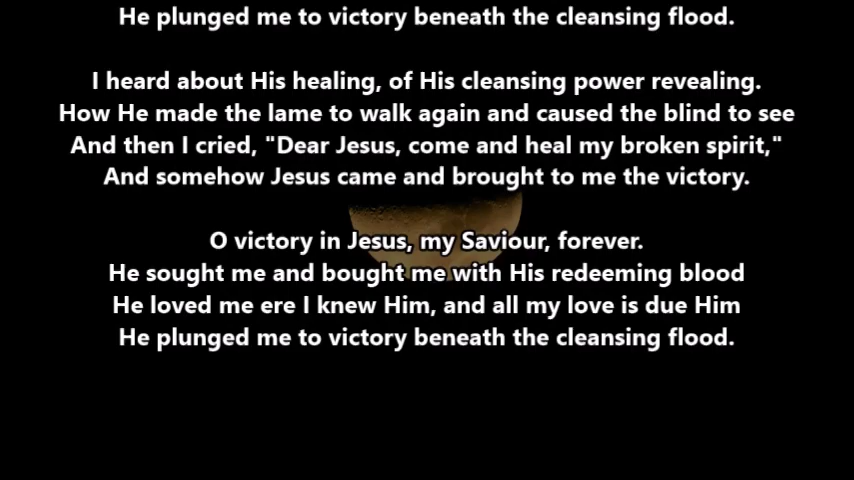 He plunged me to victory beneath the cleansing flood.
I heard about His healing, of His cleansing power revealing.
How He made the lame to walk again and caused the blind to see
And then I cried, "Dear Jesus, come and heal my broken spirit,"
And somehow Jesus came and brought to me the victory.
O victory in Jesus, my Saviour, forever.
He sought me and bought me with His redeeming blood
He loved me ere I knew Him, and all my love is due Him
He plunged me to victory beneath the cleansing flood.